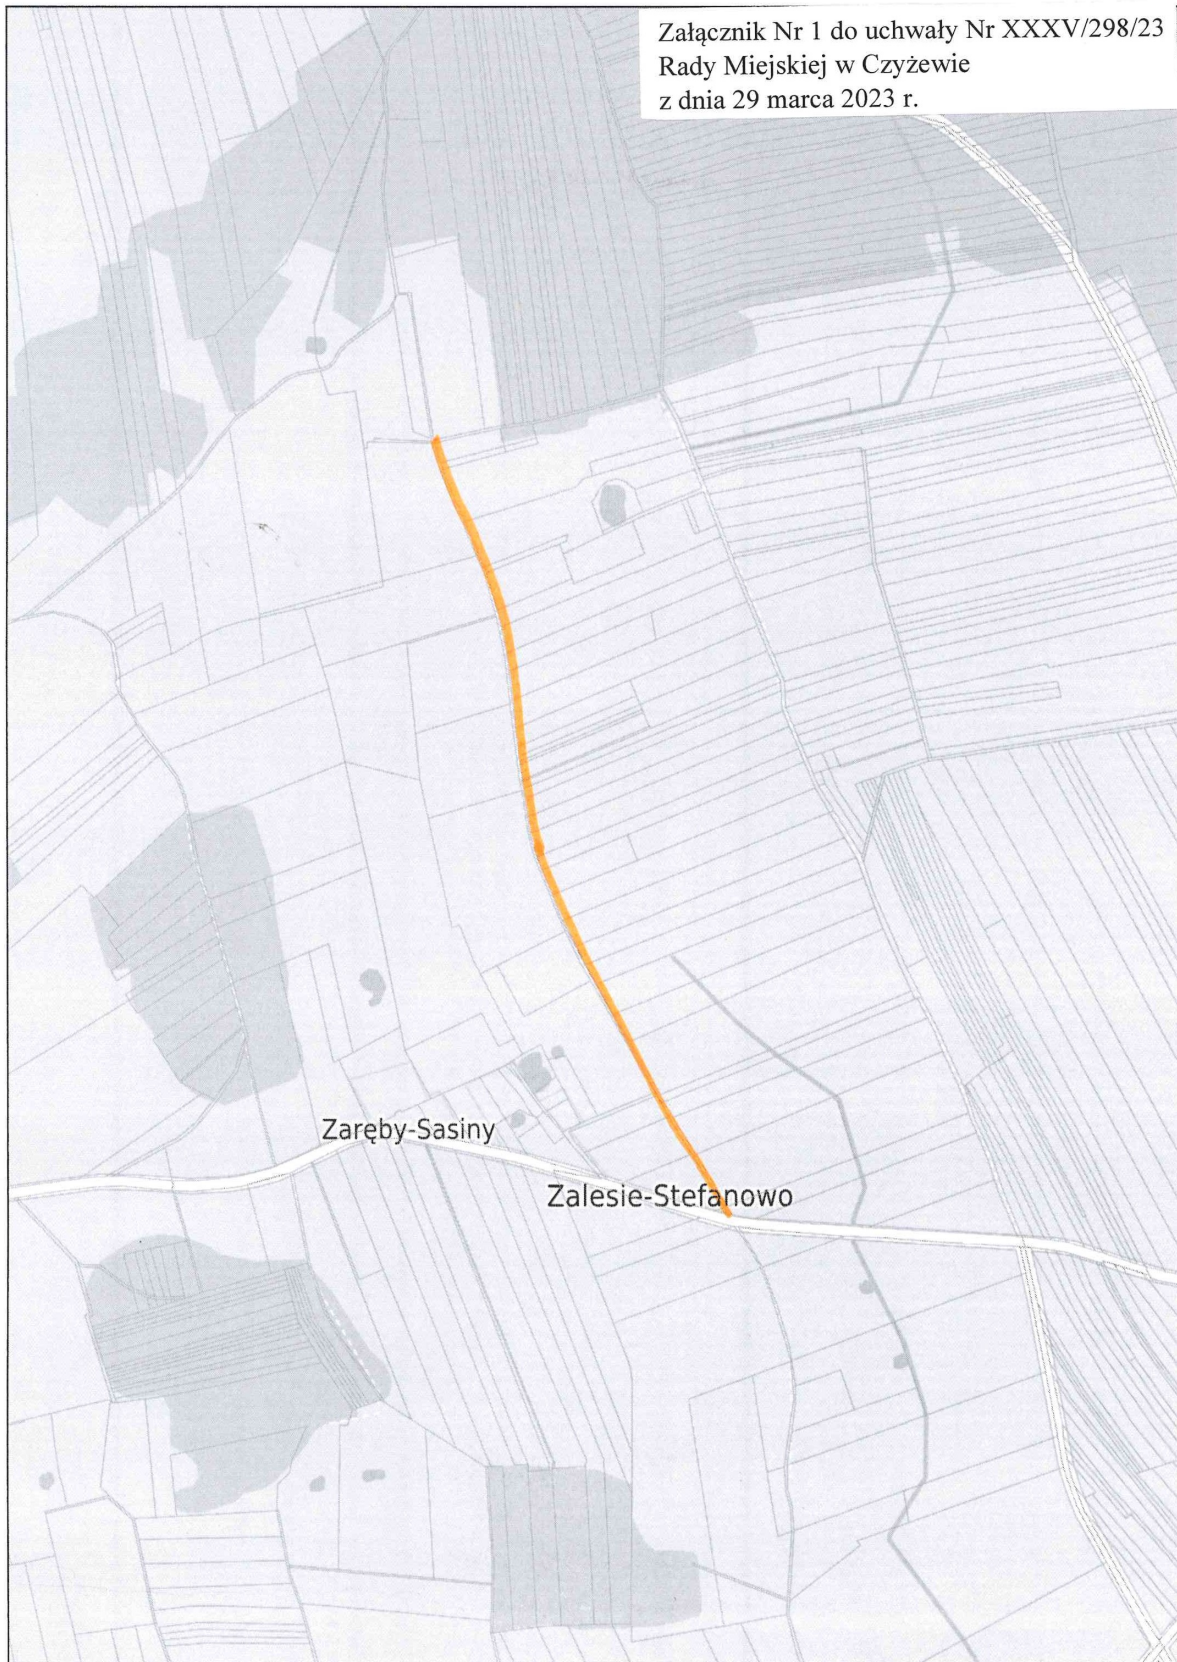 Załącznik Nr 1 do uchwały Nr XXXV/298/23
Rady Miejskiej w Czyżewie
z dnia 29 marca 2023 r.
Zaręby-Sasiny
Zalesie-Stefanowo